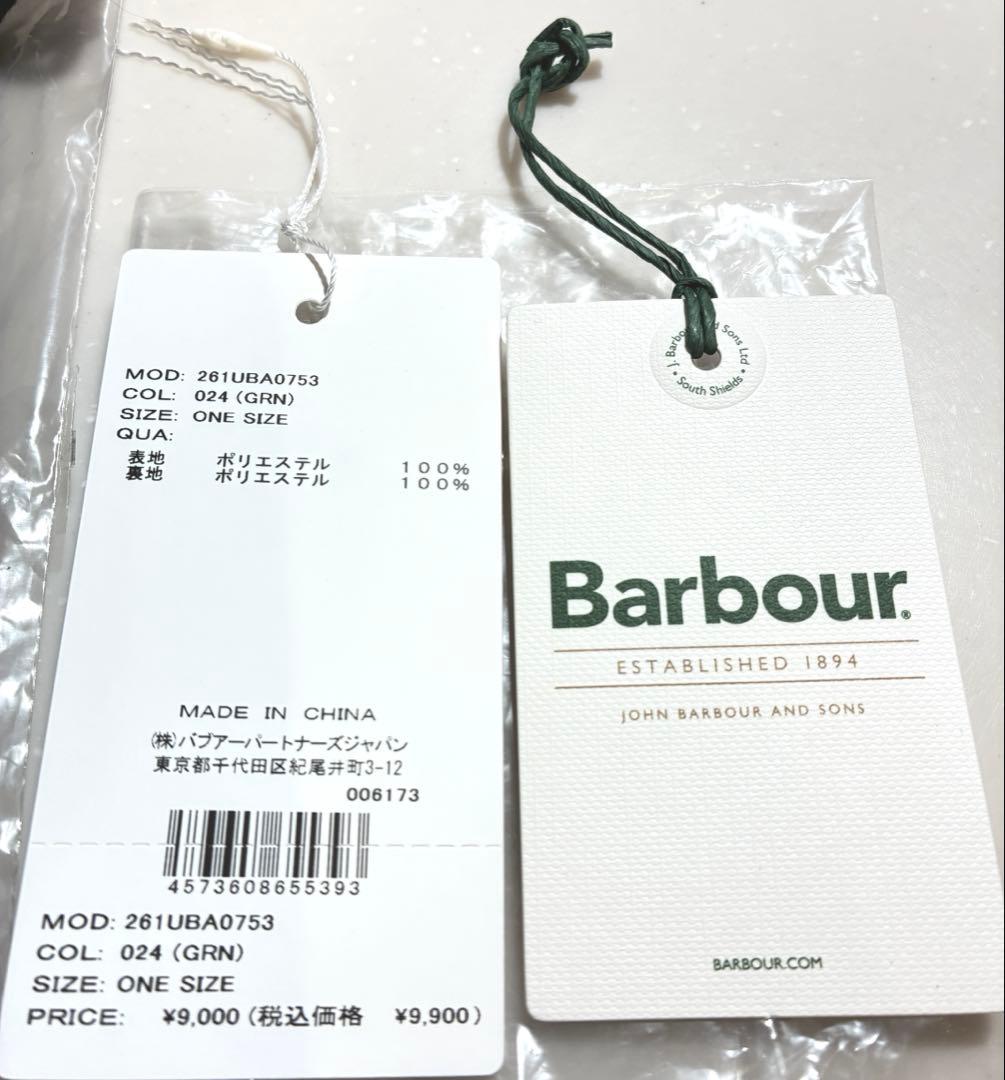 MOD: 261UBA0753
COL: 024 (GRN)
SIZE: ONE SIZE
QUA:
表地 ポリエステル 100%
裏地 ポリエステル 100%
MADE IN CHINA
(株)バブアーパートナーズジャパン
東京都千代田区紀尾井町3-12
006173
4573608655393
MOD: 261UBA0753
COL: 024 (GRN)
SIZE: ONE SIZE
PRICE: ¥9,000 (税込価格 ¥9,900)
J. Barbour and Sons Ltd
• South Shields •
Barbour®
ESTABLISHED 1894
JOHN BARBOUR AND SONS
BARBOUR.COM